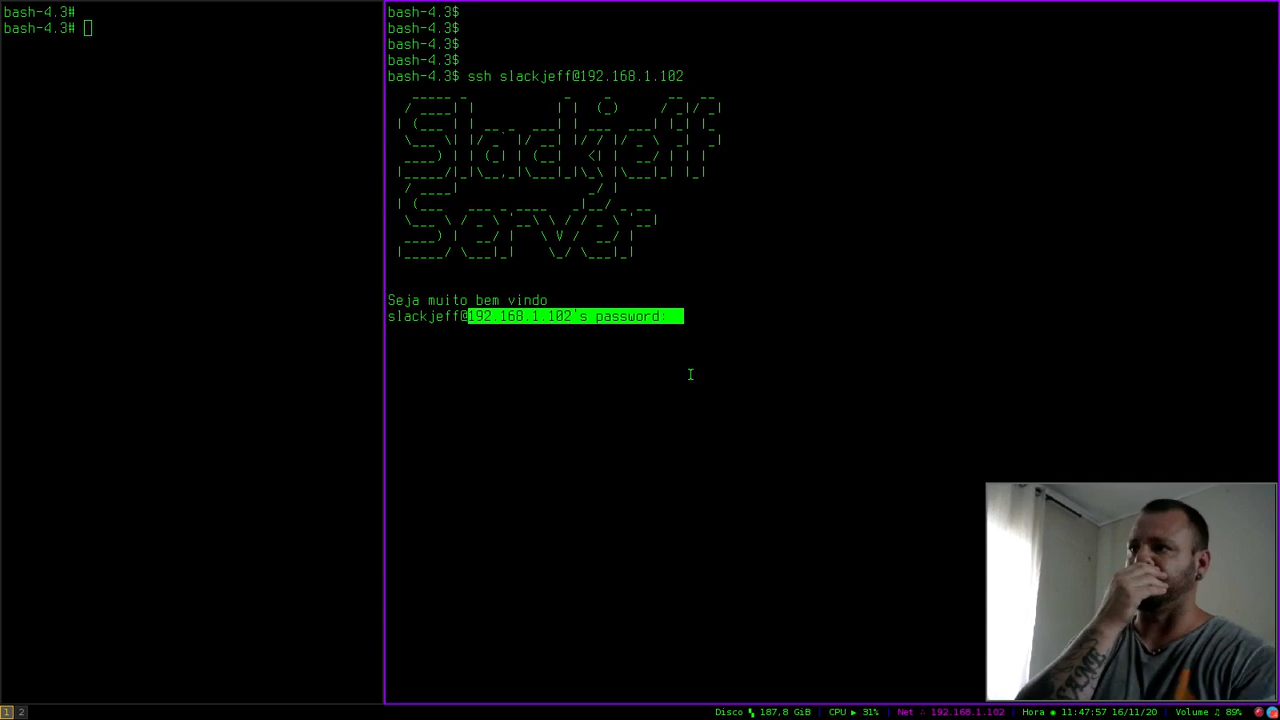 bash-4.3#
bash-4.3#
bash-4.3$
bash-4.3$
bash-4.3$
bash-4.3$
bash-4.3$ ssh slackjeff@192.168.1.102
Slackjeff
Server
Seja muito bem vindo
slackjeff@192.168.1.102's password:
1 2
Disco 187,8 GiB | CPU ▶ 31% | Net 192.168.1.102 | Hora ◉ 11:47:57 16/11/20 | Volume ♫ 89%